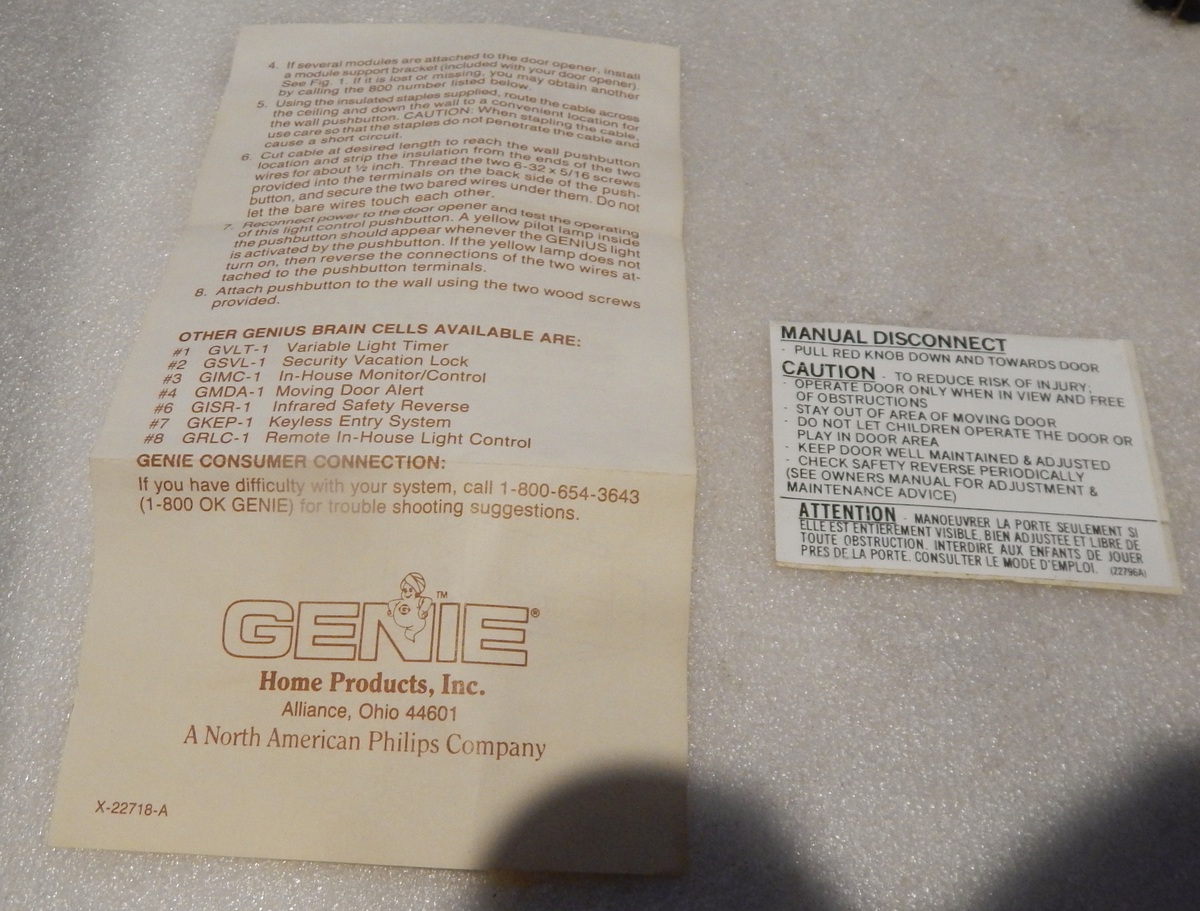 4. If several modules are attached to the door opener, install
a module support bracket (included with your door opener).
See Fig. 1. If it is lost or missing, you may obtain another
by calling the 800 number listed below.
5. Using the insulated staples supplied, route the cable across
the ceiling and down the wall to a convenient location for
the wall pushbutton. CAUTION: When stapling the cable,
use care so that the staples do not penetrate the cable and
cause a short circuit.
6. Cut cable at desired length to reach the wall pushbutton
location and strip the insulation from the ends of the two
wires for about ½ inch. Thread the two 6-32 x 5/16 screws
provided into the terminals on the back side of the push-
button, and secure the two bared wires under them. Do not
let the bare wires touch each other.
7. Reconnect power to the door opener and test the operating
of this light control pushbutton. A yellow pilot lamp inside
the pushbutton should appear whenever the GENIUS light
is activated by the pushbutton. If the yellow lamp does not
turn on, then reverse the connections of the two wires at-
tached to the pushbutton terminals.
8. Attach pushbutton to the wall using the two wood screws
provided.
OTHER GENIUS BRAIN CELLS AVAILABLE ARE:
#1 GVLT-1 Variable Light Timer
#2 GSVL-1 Security Vacation Lock
#3 GIMC-1 In-House Monitor/Control
#4 GMDA-1 Moving Door Alert
#6 GISR-1 Infrared Safety Reverse
#7 GKEP-1 Keyless Entry System
#8 GRLC-1 Remote In-House Light Control
GENIE CONSUMER CONNECTION:
If you have difficulty with your system, call 1-800-654-3643
(1-800 OK GENIE) for trouble shooting suggestions.
GENIE™®
Home Products, Inc.
Alliance, Ohio 44601
A North American Philips Company
X-22718-A
MANUAL DISCONNECT
- PULL RED KNOB DOWN AND TOWARDS DOOR
CAUTION - TO REDUCE RISK OF INJURY;
- OPERATE DOOR ONLY WHEN IN VIEW AND FREE
OF OBSTRUCTIONS
- STAY OUT OF AREA OF MOVING DOOR
- DO NOT LET CHILDREN OPERATE THE DOOR OR
PLAY IN DOOR AREA
- KEEP DOOR WELL MAINTAINED & ADJUSTED
- CHECK SAFETY REVERSE PERIODICALLY
(SEE OWNERS MANUAL FOR ADJUSTMENT &
MAINTENANCE ADVICE)
ATTENTION - MANOEUVRER LA PORTE SEULEMENT SI
ELLE EST ENTIEREMENT VISIBLE, BIEN ADJUSTEE ET LIBRE DE
TOUTE OBSTRUCTION. INTERDIRE AUX ENFANTS DE JOUER
PRES DE LA PORTE. CONSULTER LE MODE D'EMPLOI. (22796A)